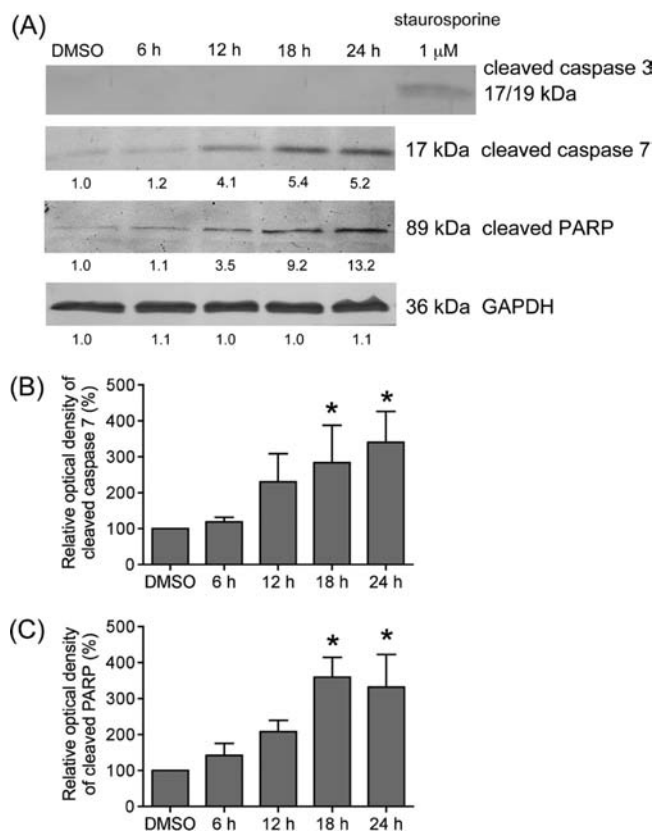 (A)
staurosporine
DMSO 6 h 12 h 18 h 24 h 1 μM
cleaved caspase 3
17/19 kDa
17 kDa cleaved caspase 7
1.0 1.2 4.1 5.4 5.2
89 kDa cleaved PARP
1.0 1.1 3.5 9.2 13.2
36 kDa GAPDH
1.0 1.1 1.0 1.0 1.1
(B)
Relative optical density of
cleaved caspase 7 (%)
500
400
300
200
100
0
* *
DMSO 6 h 12 h 18 h 24 h
(C)
Relative optical density
of cleaved PARP (%)
500
400
300
200
100
0
* *
DMSO 6 h 12 h 18 h 24 h